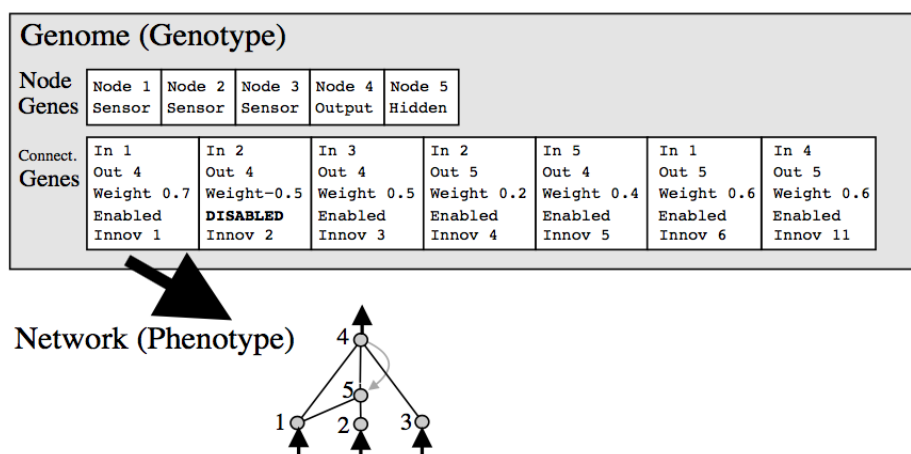 Genome (Genotype)
Node Genes
Node 1 Sensor
Node 2 Sensor
Node 3 Sensor
Node 4 Output
Node 5 Hidden
Connect. Genes
In 1
Out 4
Weight 0.7
Enabled
Innov 1
In 2
Out 4
Weight-0.5
DISABLED
Innov 2
In 3
Out 4
Weight 0.5
Enabled
Innov 3
In 2
Out 5
Weight 0.2
Enabled
Innov 4
In 5
Out 4
Weight 0.4
Enabled
Innov 5
In 1
Out 5
Weight 0.6
Enabled
Innov 6
In 4
Out 5
Weight 0.6
Enabled
Innov 11
Network (Phenotype)
4
5
1
2
3